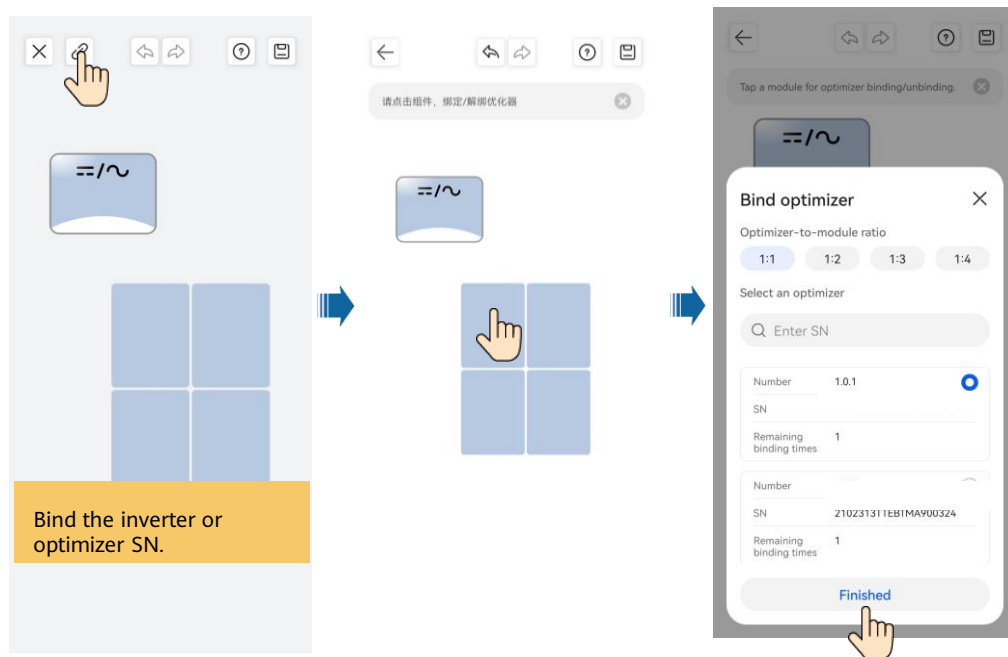 Bind the inverter or
optimizer SN.
请点击组件，绑定/解绑优化器
Tap a module for optimizer binding/unbinding.
Bind optimizer
Optimizer-to-module ratio
1:1 1:2 1:3 1:4
Select an optimizer
Enter SN
Number 1.0.1
SN
Remaining
binding times 1
Number
SN 2102313TTEBTMA900324
Remaining
binding times 1
Finished